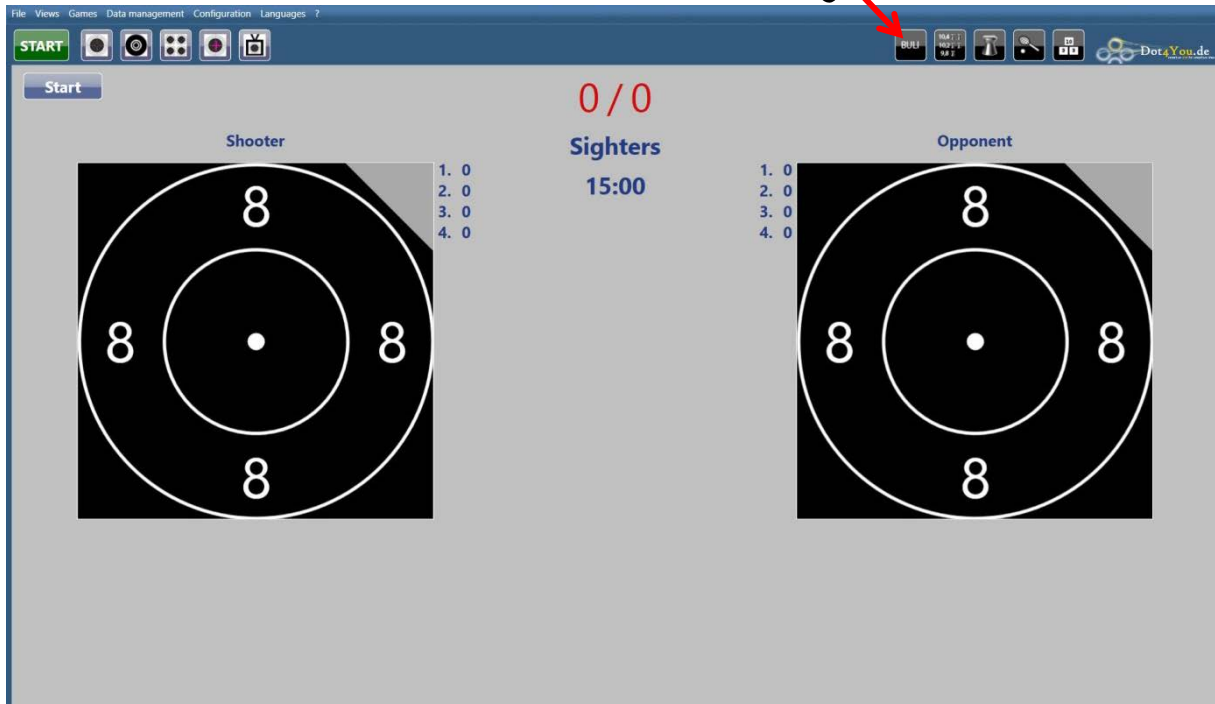 File Views Games Data management Configuration Languages ?
START BULI Dot4You.de
Start
0 / 0
Shooter Sighters Opponent
15:00
1. 0 1. 0
2. 0 2. 0
3. 0 3. 0
4. 0 4. 0
8 8
8 8 8 8
8 8